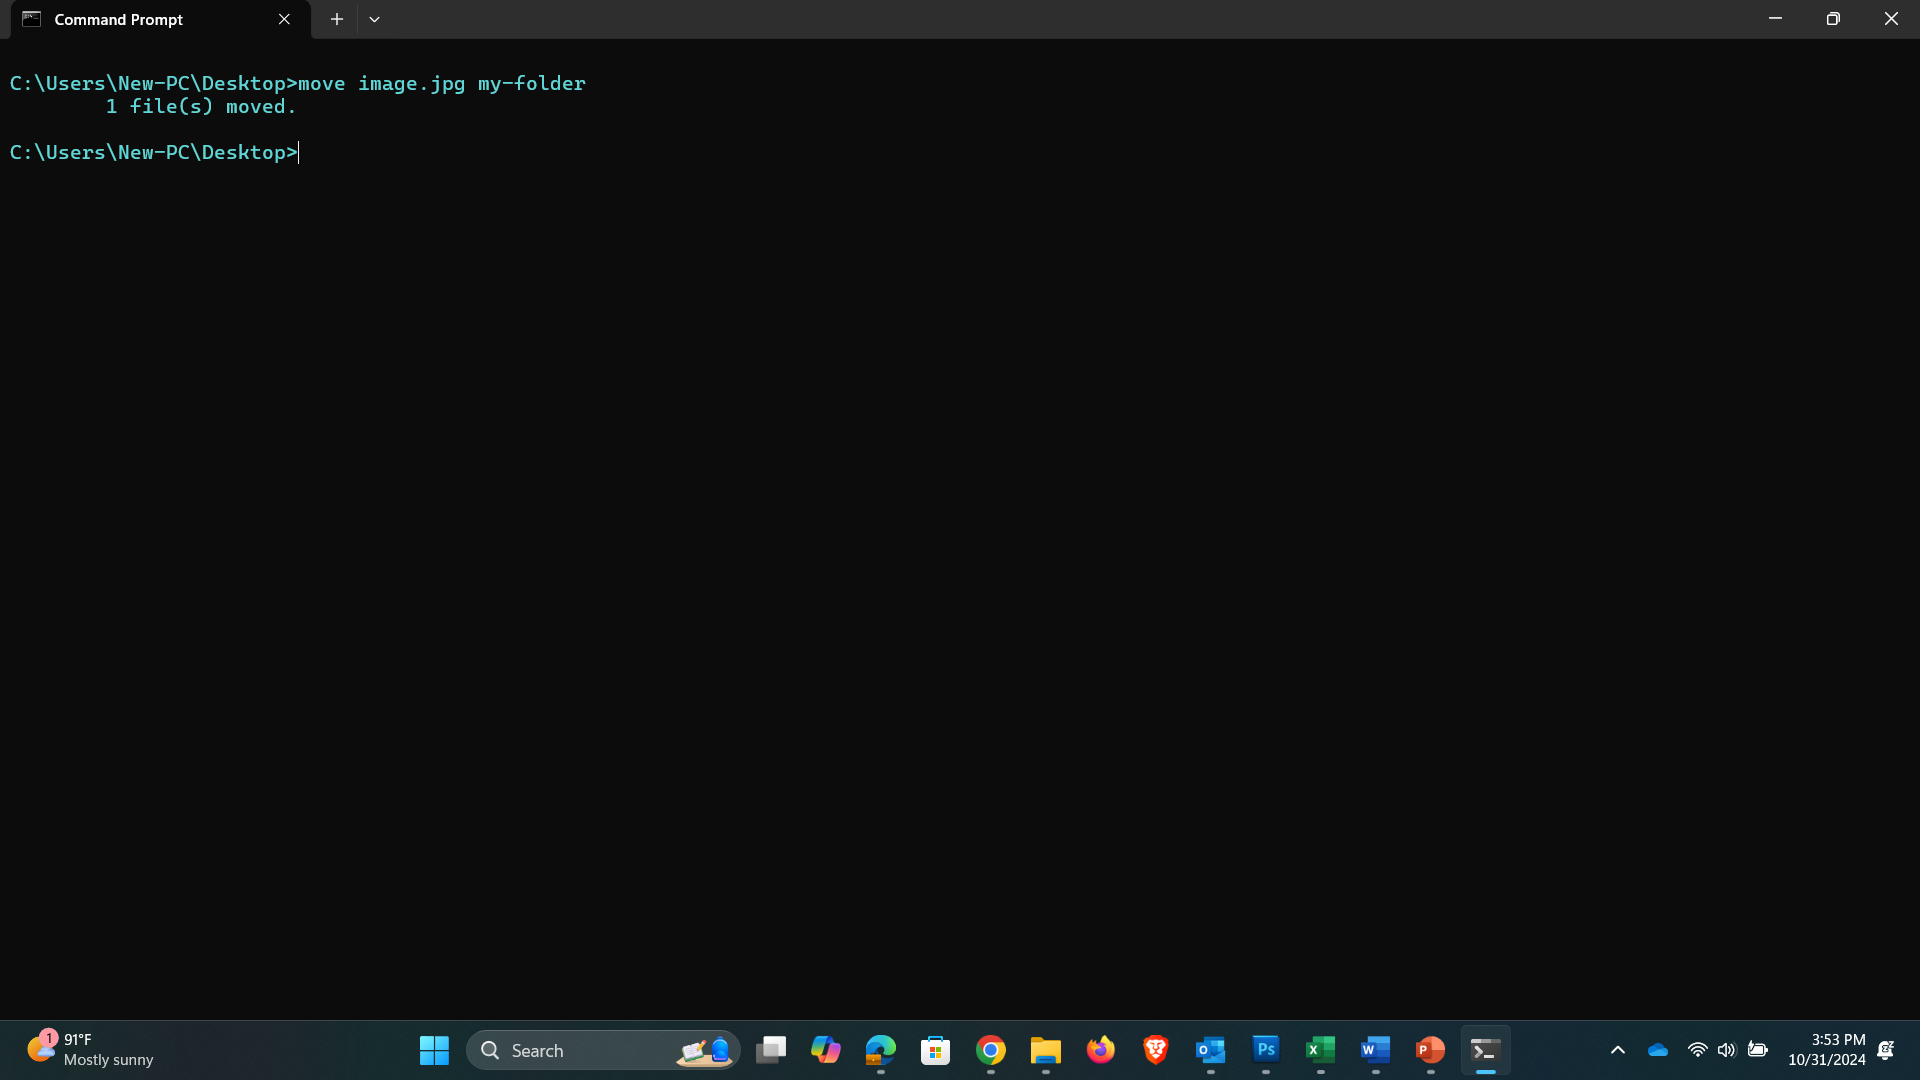 Command Prompt
C:\Users\New-PC\Desktop>move image.jpg my-folder
1 file(s) moved.
C:\Users\New-PC\Desktop>
1
91°F
Mostly sunny
Search
3:53 PM
10/31/2024